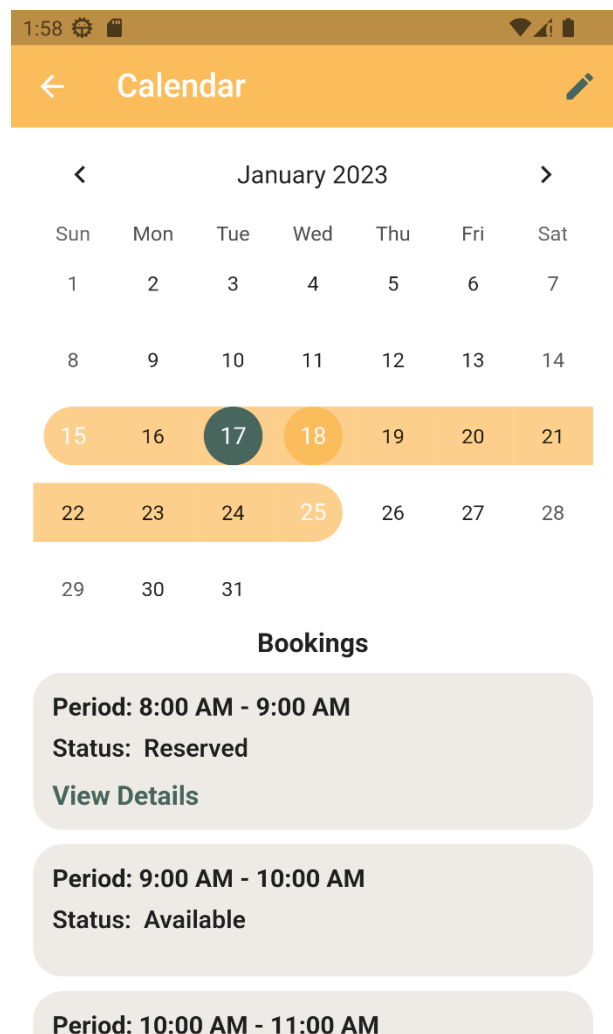 1:58
Calendar
January 2023
Sun Mon Tue Wed Thu Fri Sat
1 2 3 4 5 6 7
8 9 10 11 12 13 14
15 16 17 18 19 20 21
22 23 24 25 26 27 28
29 30 31
Bookings
Period: 8:00 AM - 9:00 AM
Status: Reserved
View Details
Period: 9:00 AM - 10:00 AM
Status: Available
Period: 10:00 AM - 11:00 AM